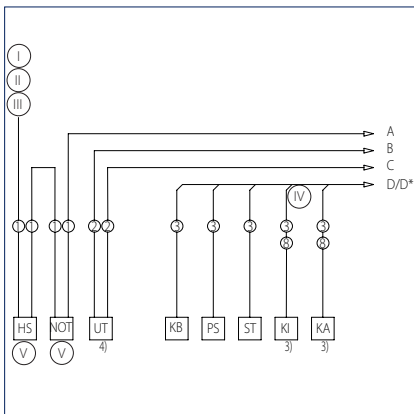 I
II
III
A
B
C
D/D*
IV
1 1 1 1 2 2 3 3 3 3 3
8 8
HS NOT UT KB PS ST KI KA
V V 4) 3) 3)